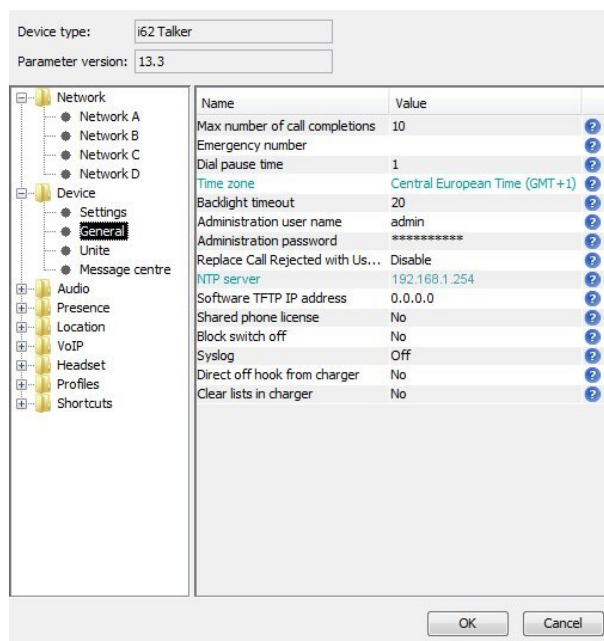 Device type: i62 Talker
Parameter version: 13.3
Network
Network A
Network B
Network C
Network D
Device
Settings
General
Unite
Message centre
Audio
Presence
Location
VoIP
Headset
Profiles
Shortcuts
Name Value
Max number of call completions 10
Emergency number
Dial pause time 1
Time zone Central European Time (GMT+1)
Backlight timeout 20
Administration user name admin
Administration password **********
Replace Call Rejected with Us... Disable
NTP server 192.168.1.254
Software TFTP IP address 0.0.0.0
Shared phone license No
Block switch off No
Syslog Off
Direct off hook from charger No
Clear lists in charger No
OK Cancel